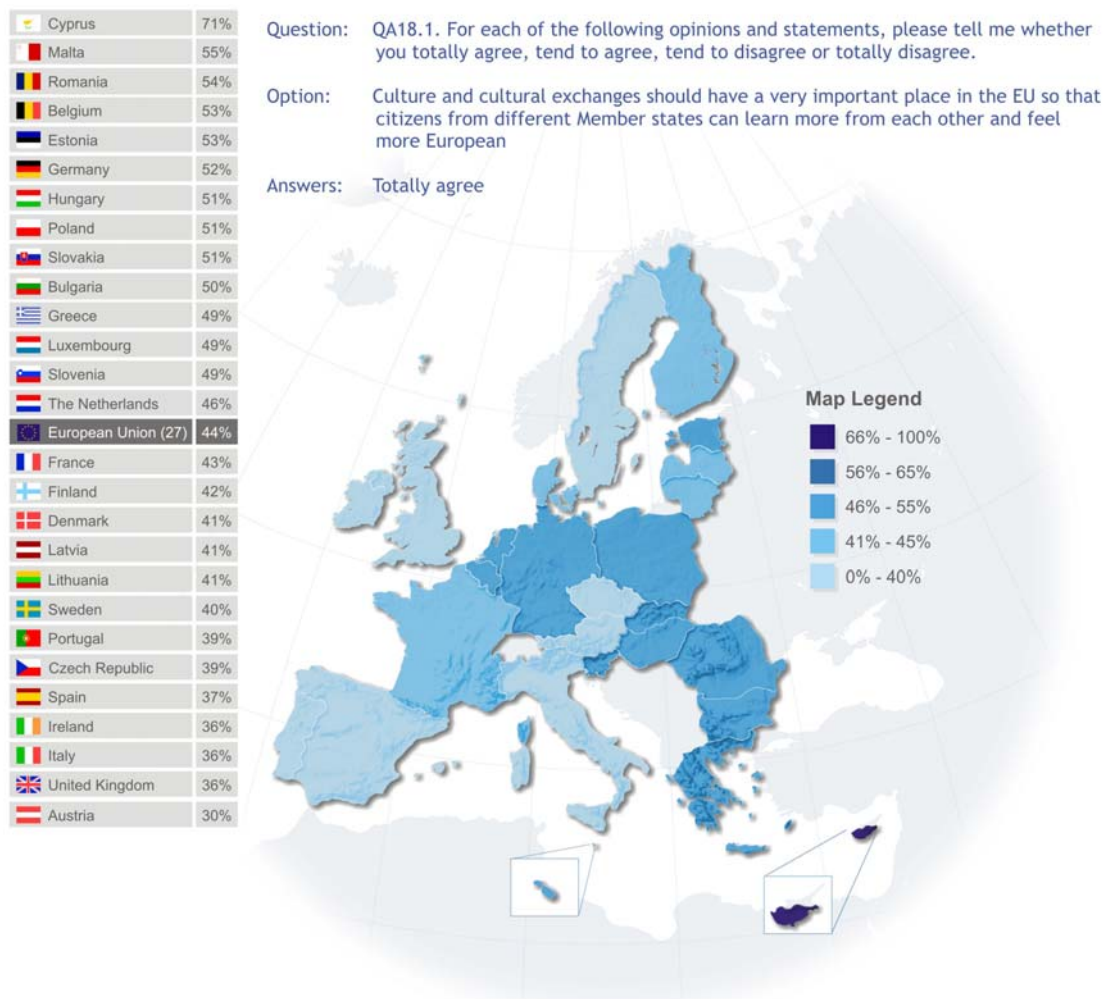 Cyprus 71%
Malta 55%
Romania 54%
Belgium 53%
Estonia 53%
Germany 52%
Hungary 51%
Poland 51%
Slovakia 51%
Bulgaria 50%
Greece 49%
Luxembourg 49%
Slovenia 49%
The Netherlands 46%
European Union (27) 44%
France 43%
Finland 42%
Denmark 41%
Latvia 41%
Lithuania 41%
Sweden 40%
Portugal 39%
Czech Republic 39%
Spain 37%
Ireland 36%
Italy 36%
United Kingdom 36%
Austria 30%
Question: QA18.1. For each of the following opinions and statements, please tell me whether
you totally agree, tend to agree, tend to disagree or totally disagree.
Option: Culture and cultural exchanges should have a very important place in the EU so that
citizens from different Member states can learn more from each other and feel
more European
Answers: Totally agree
Map Legend
66% - 100%
56% - 65%
46% - 55%
41% - 45%
0% - 40%